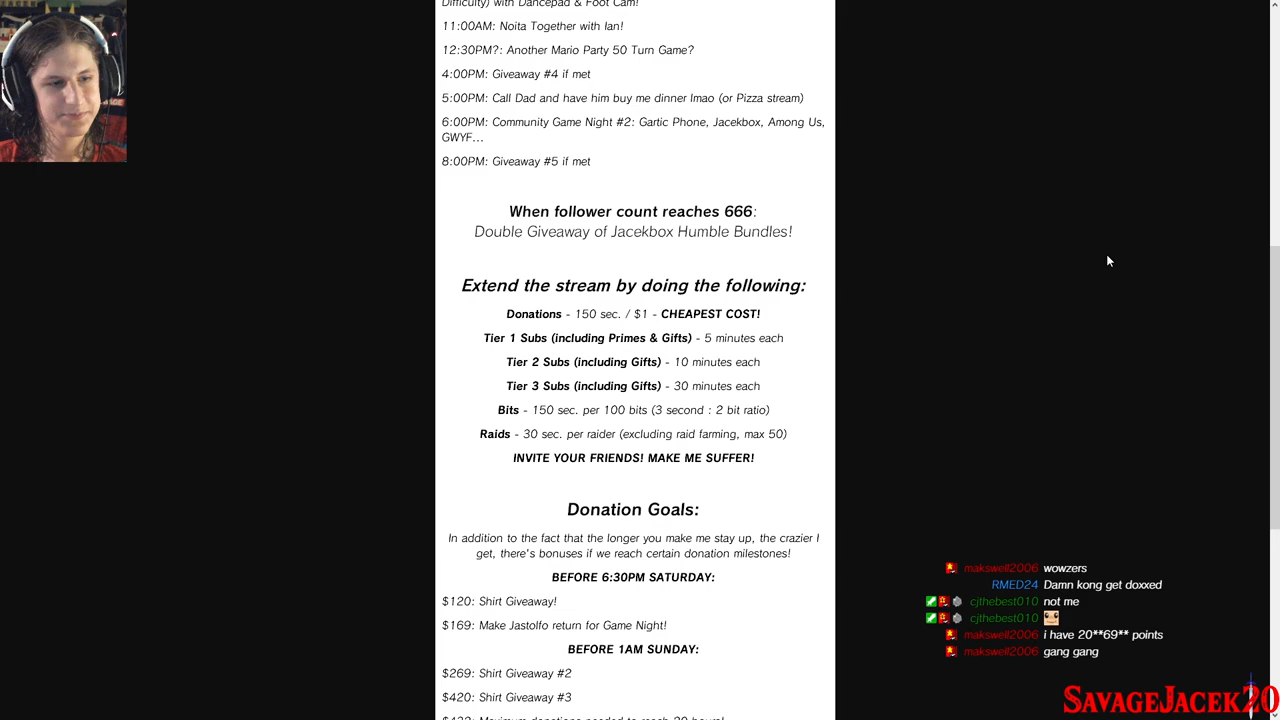 Difficulty) with Dancepad & Foot Cam!
11:00AM: Noita Together with Ian!
12:30PM?: Another Mario Party 50 Turn Game?
4:00PM: Giveaway #4 if met
5:00PM: Call Dad and have him buy me dinner lmao (or Pizza stream)
6:00PM: Community Game Night #2: Gartic Phone, Jacekbox, Among Us,
GWYF...
8:00PM: Giveaway #5 if met
When follower count reaches 666:
Double Giveaway of Jacekbox Humble Bundles!
Extend the stream by doing the following:
Donations - 150 sec. / $1 - CHEAPEST COST!
Tier 1 Subs (including Primes & Gifts) - 5 minutes each
Tier 2 Subs (including Gifts) - 10 minutes each
Tier 3 Subs (including Gifts) - 30 minutes each
Bits - 150 sec. per 100 bits (3 second : 2 bit ratio)
Raids - 30 sec. per raider (excluding raid farming, max 50)
INVITE YOUR FRIENDS! MAKE ME SUFFER!
Donation Goals:
In addition to the fact that the longer you make me stay up, the crazier I
get, there's bonuses if we reach certain donation milestones!
BEFORE 6:30PM SATURDAY:
$120: Shirt Giveaway!
$169: Make Jastolfo return for Game Night!
BEFORE 1AM SUNDAY:
$269: Shirt Giveaway #2
$420: Shirt Giveaway #3
Maximum donations needed to reach 30 hours!
makswell2006 wowzers
RMED24 Damn kong get doxxed
cjthebest010 not me
cjthebest010
makswell2006 i have 20**69** points
makswell2006 gang gang
SavageJacek20